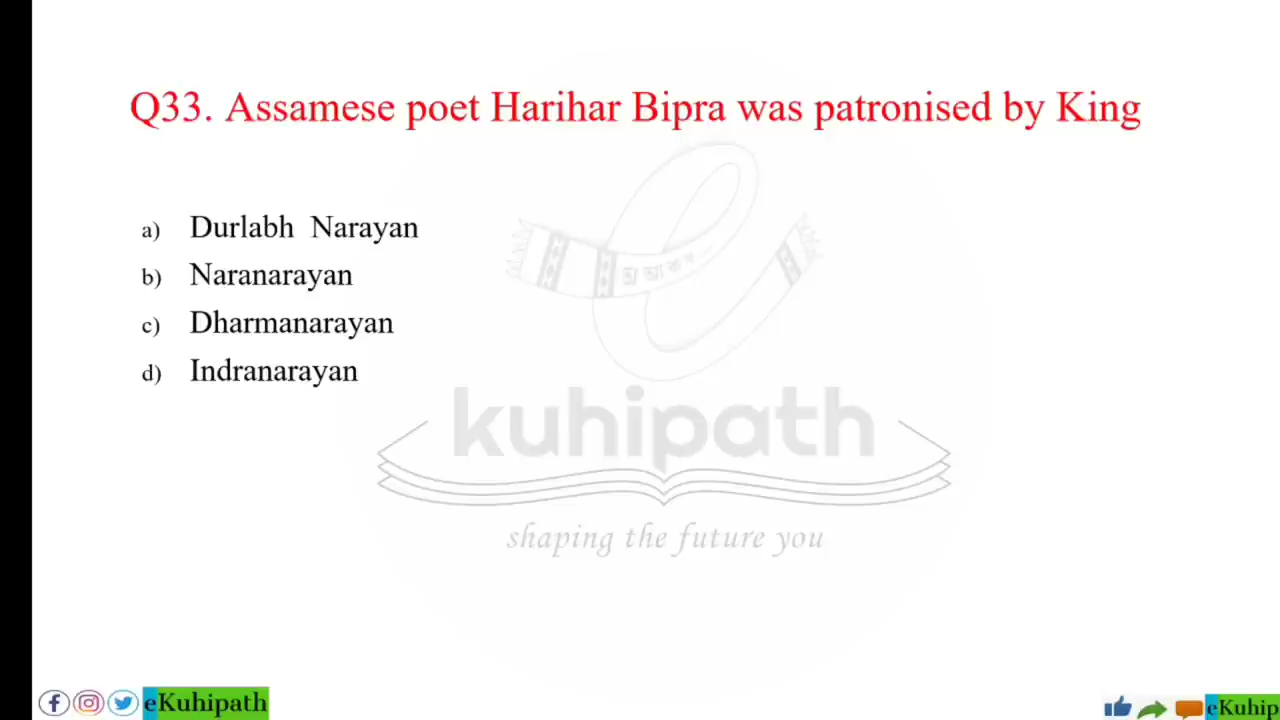 Q33. Assamese poet Harihar Bipra was patronised by King
a) Durlabh Narayan
b) Naranarayan
c) Dharmanarayan
d) Indranarayan
kuhipath
shaping the future you
eKuhipath
eKuhip